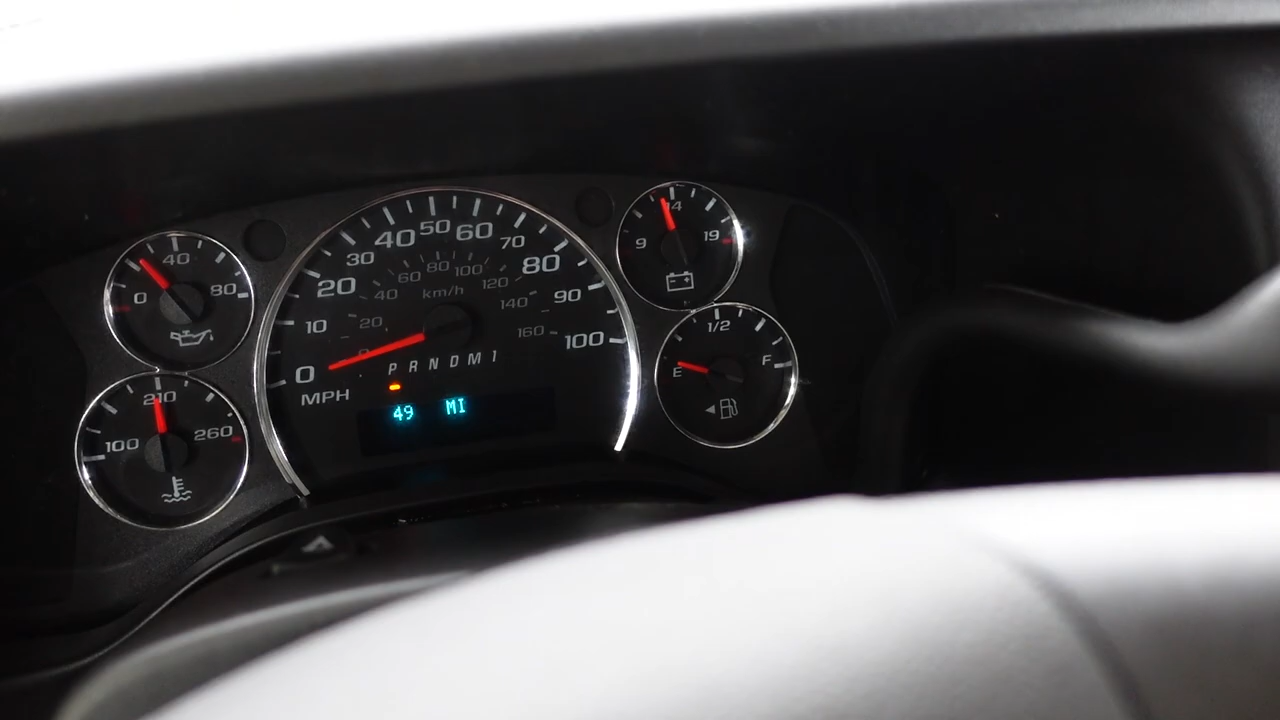 0 40 80
100 210 260
0 10 20 30 40 50 60 70 80 90 100
20 40 60 80 100 120 140 160
km/h
PRNDM1
MPH
49 MI
9 14 19
E 1/2 F